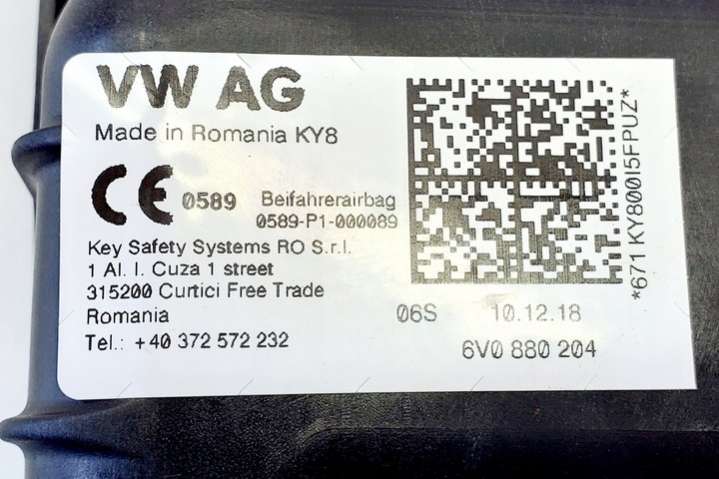 VW AG
Made in Romania KY8
CE 0589
Beifahrerairbag
0589-P1-000089
Key Safety Systems RO S.r.l.
1 Al. I. Cuza 1 street
315200 Curtici Free Trade
Romania
Tel.: +40 372 572 232
06S 10.12.18
6V0 880 204
*671 KY800I5FPUZ*